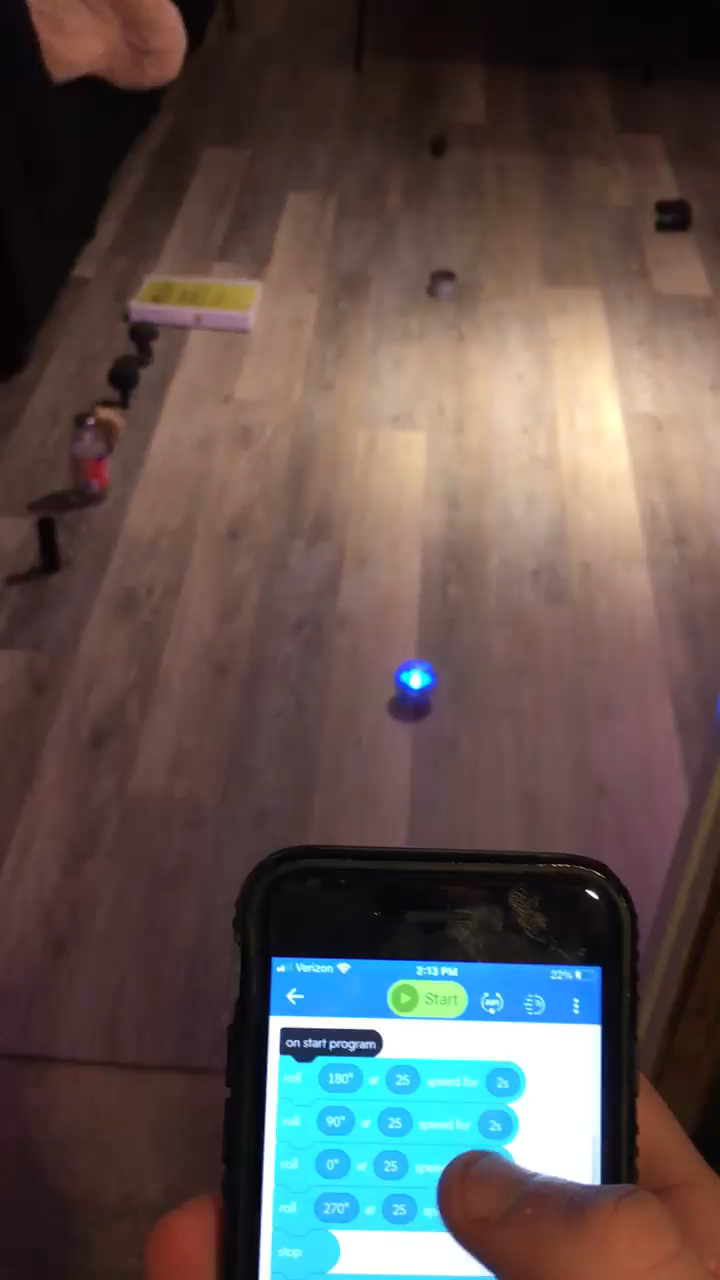 Verizon 2:13 PM 22%
Start
on start program
roll 180° at 25 speed for 2s
roll 90° at 25 speed for 2s
roll 0° at 25
roll 270° at 25
stop